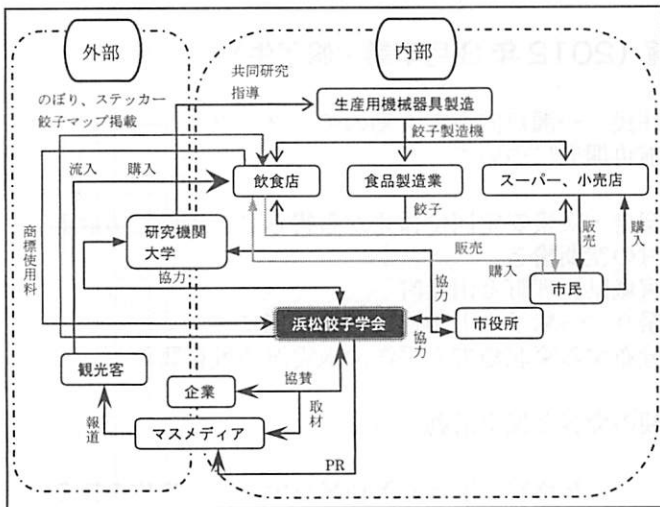 外部
内部
共同研究
指導
のぼり、ステッカー
餃子マップ掲載
生産用機械器具製造
餃子製造機
流入
購入
飲食店
食品製造業
スーパー、小売店
餃子
研究機関
大学
商標使用料
販売
販売
購入
購入
市民
協力
協力
協力
浜松餃子学会
市役所
観光客
企業
協賛
取材
報道
マスメディア
PR